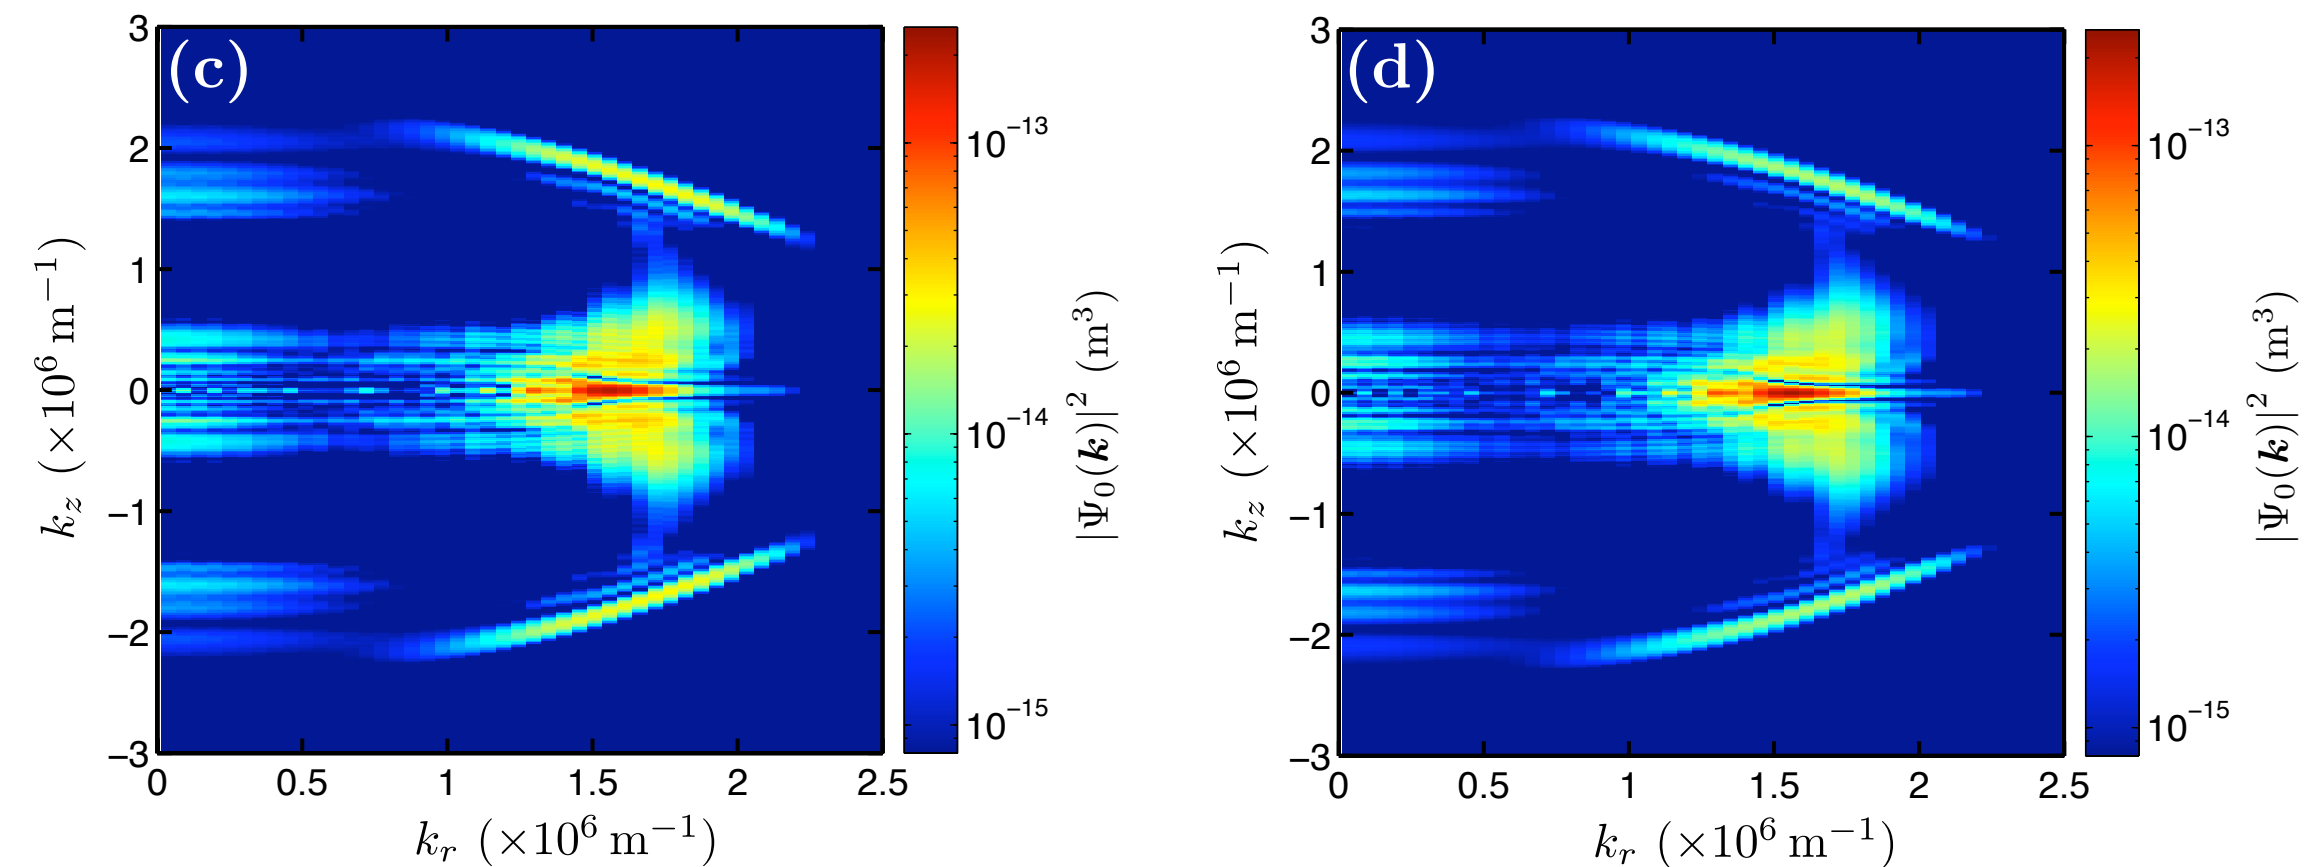 (c)
3
2
1
0
−1
−2
−3
0 0.5 1 1.5 2 2.5
k_r (×10^6 m^−1)
k_z (×10^6 m^−1)
10^−13
10^−14
10^−15
|Ψ_0(k)|^2 (m^3)
(d)
3
2
1
0
−1
−2
−3
0 0.5 1 1.5 2 2.5
k_r (×10^6 m^−1)
k_z (×10^6 m^−1)
10^−13
10^−14
10^−15
|Ψ_0(k)|^2 (m^3)